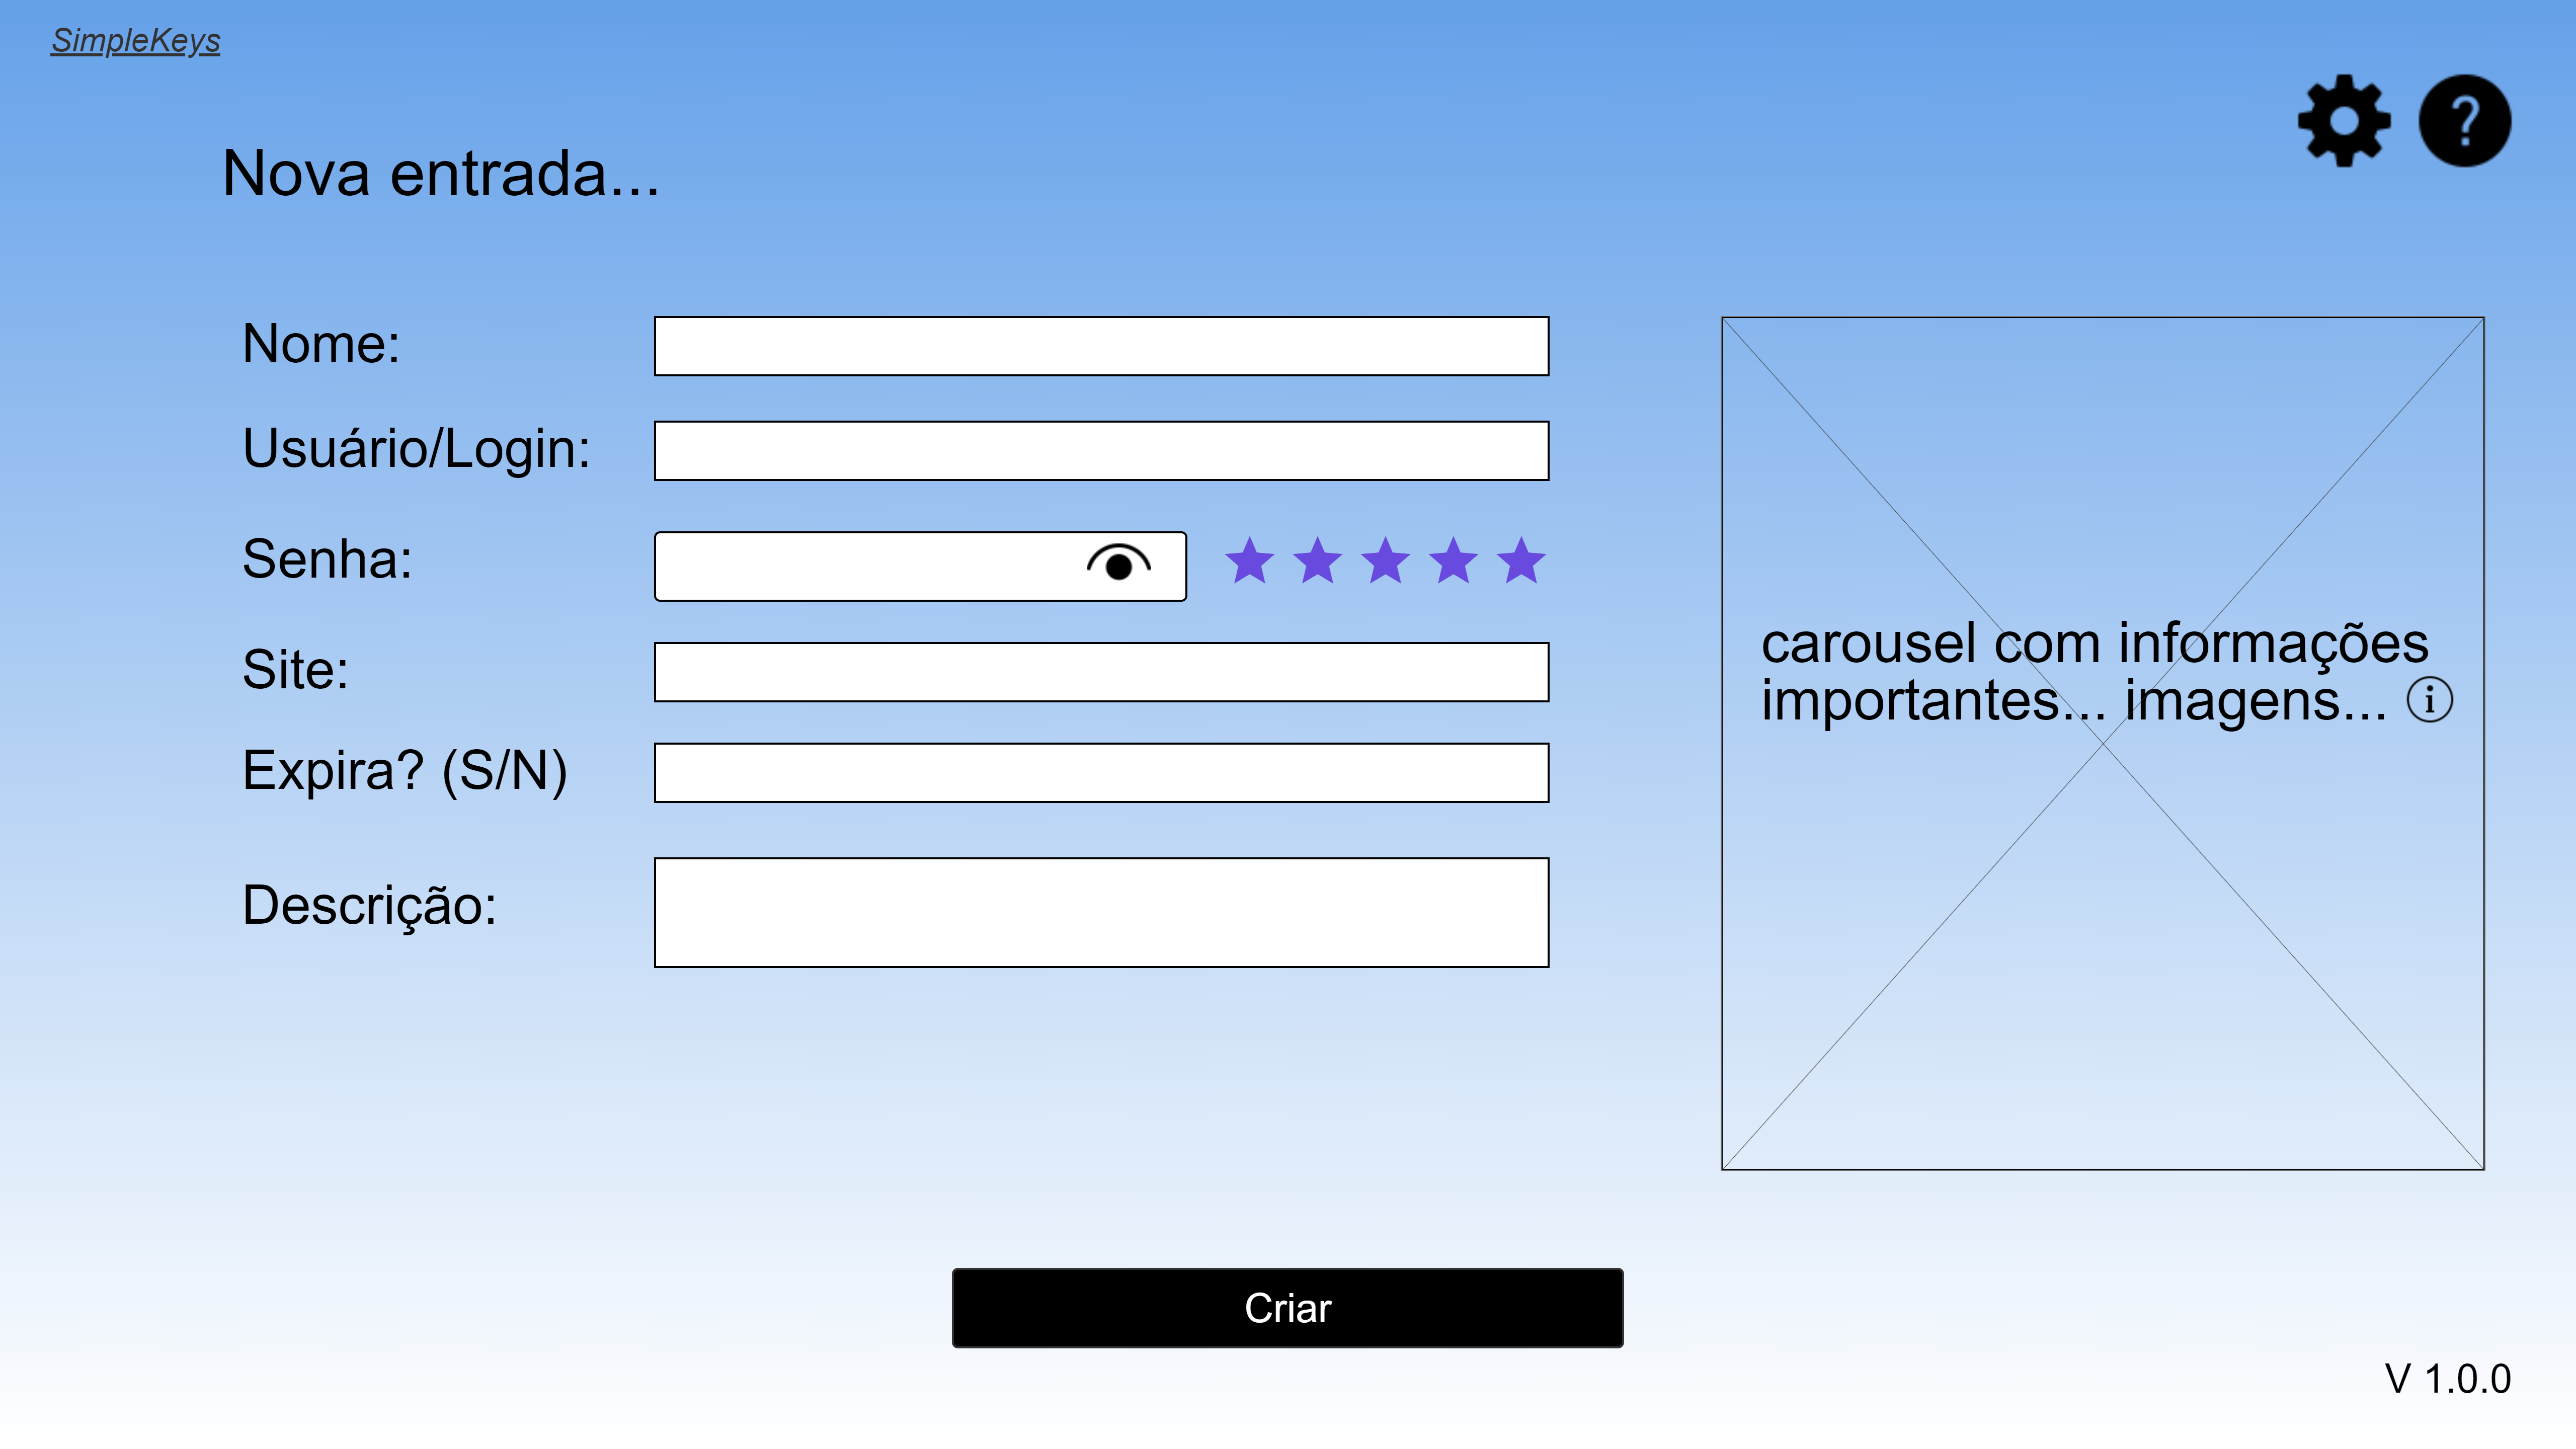 SimpleKeys
Nova entrada...
Nome:
Usuário/Login:
Senha:
Site:
Expira? (S/N)
Descrição:
carousel com informações
importantes... imagens...
Criar
V 1.0.0